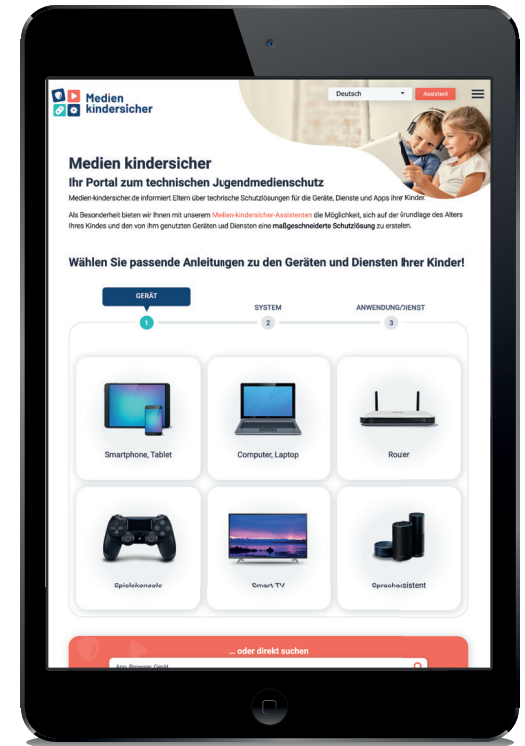 Medien
kindersicher
Deutsch
Assistent
Medien kindersicher
Ihr Portal zum technischen Jugendmedienschutz
Medien-kindersicher.de informiert Eltern über technische Schutzlösungen für die Geräte, Dienste und Apps ihrer Kinder.
Als Besonderheit bieten wir Ihnen mit unserem Medien-kindersicher-Assistenten die Möglichkeit, sich auf der Grundlage des Alters
Ihres Kindes und den von ihm genutzten Geräten und Diensten eine maßgeschneiderte Schutzlösung zu erstellen.
Wählen Sie passende Anleitungen zu den Geräten und Diensten Ihrer Kinder!
GERÄT
SYSTEM
ANWENDUNG/DIENST
1
2
3
Smartphone, Tablet
Computer, Laptop
Router
Spielekonsole
Smart TV
Sprachassistent
... oder direkt suchen
App, Browser, Gerät